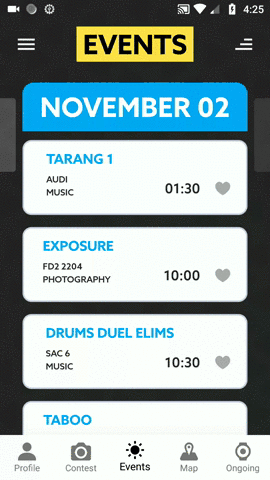 4:25
EVENTS
NOVEMBER 02
TARANG 1
AUDI
MUSIC
01:30
EXPOSURE
FD2 2204
PHOTOGRAPHY
10:00
DRUMS DUEL ELIMS
SAC 6
MUSIC
10:30
TABOO
Profile
Contest
Events
Map
Ongoing